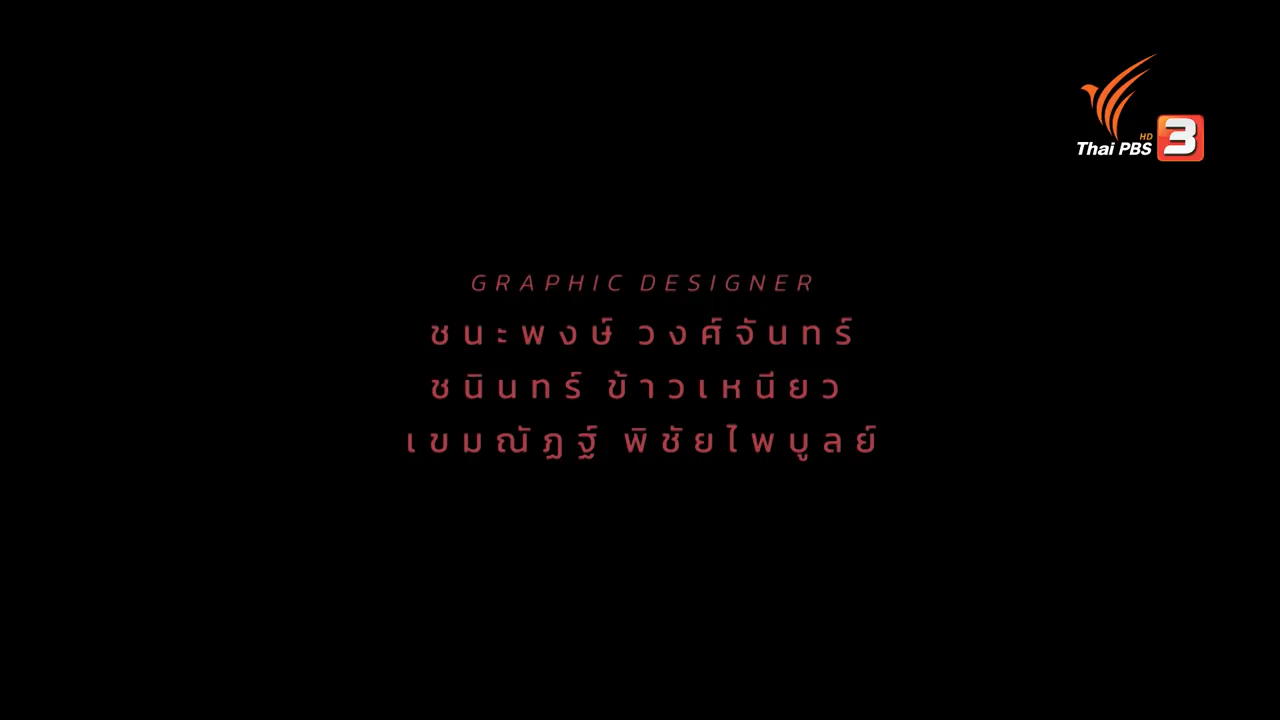 HD
Thai PBS 3
GRAPHIC DESIGNER
ชนะพงษ์ วงศ์จันทร์
ชนินทร์ ข้าวเหนียว
เขมณัฏฐ์ พิชัยไพบูลย์